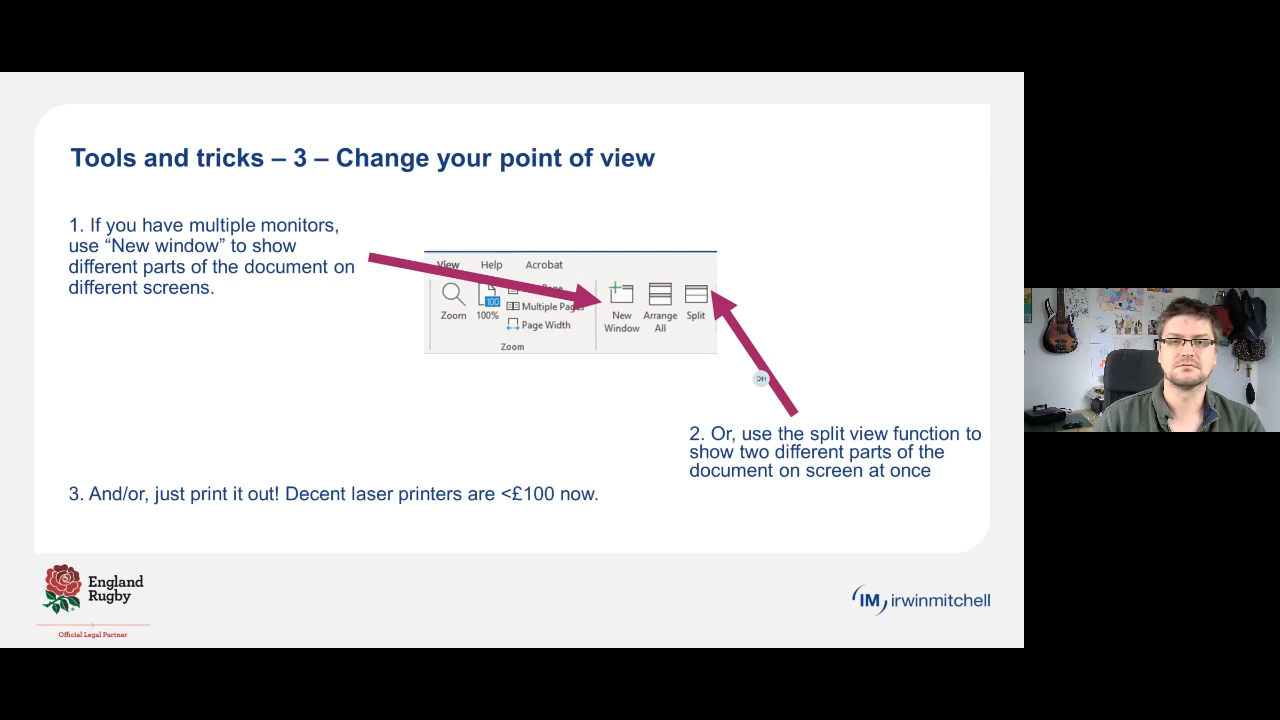 Tools and tricks – 3 – Change your point of view
1. If you have multiple monitors,
use “New window” to show
different parts of the document on
different screens.
View Help Acrobat
Multiple Pages
Zoom 100%
Page Width
New
Window
Arrange
All
Split
Zoom
DH
2. Or, use the split view function to
show two different parts of the
document on screen at once
3. And/or, just print it out! Decent laser printers are <£100 now.
England
Rugby
Official Legal Partner
IM irwinmitchell